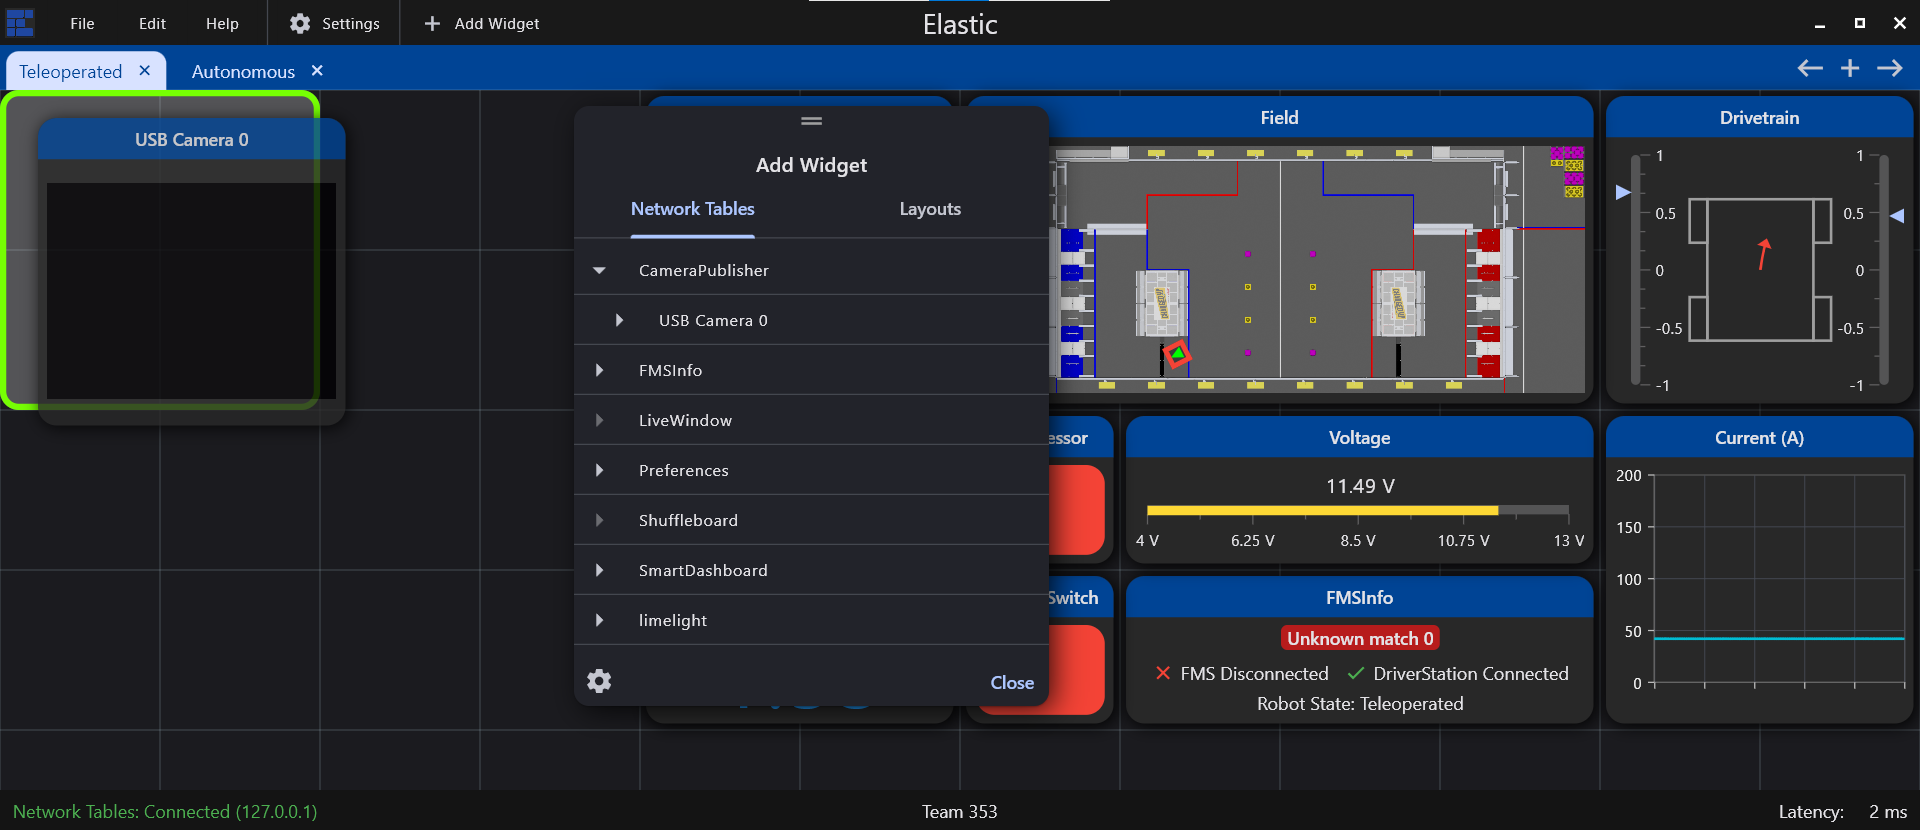 File Edit Help Settings Add Widget Elastic
Teleoperated Autonomous
USB Camera 0
Add Widget
Network Tables Layouts
CameraPublisher
USB Camera 0
FMSInfo
LiveWindow
Preferences
Shuffleboard
SmartDashboard
limelight
Close
Field
Drivetrain
1 1
0.5 0.5
0 0
-0.5 -0.5
-1 -1
essor
Voltage
11.49 V
4 V 6.25 V 8.5 V 10.75 V 13 V
Current (A)
200
150
100
50
0
Switch
FMSInfo
Unknown match 0
FMS Disconnected DriverStation Connected
Robot State: Teleoperated
Network Tables: Connected (127.0.0.1) Team 353 Latency: 2 ms